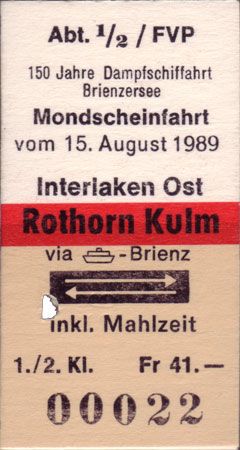 Abt. 1/2 / FVP
150 Jahre Dampfschiffahrt
Brienzersee
Mondscheinfahrt
vom 15. August 1989
Interlaken Ost
Rothorn Kulm
via -Brienz
inkl. Mahlzeit
1./2. Kl. Fr 41.—
00022